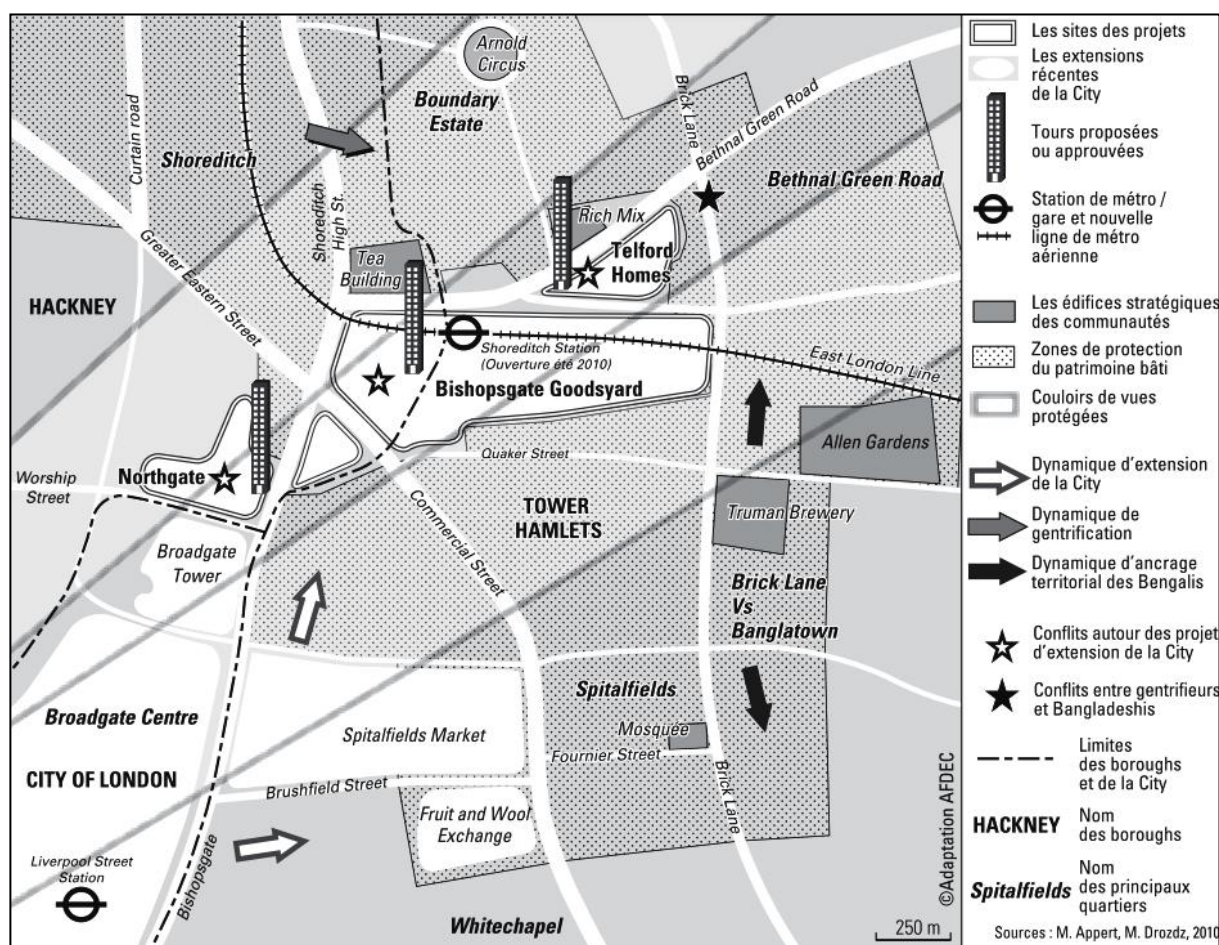 Arnold
Circus
Boundary
Estate
Brick Lane
Bethnal Green Road
Curtain road
Shoreditch
Shoreditch
High St.
Bethnal Green Road
Rich Mix
Tea
Building
Telford
Homes
Greater Eastern Street
HACKNEY
Shoreditch Station
(Ouverture été 2010)
East London Line
Bishopsgate Goodsyard
Allen Gardens
Quaker Street
Northgate
Worship
Street
TOWER
HAMLETS
Commercial Street
Truman Brewery
Broadgate
Tower
Brick Lane
Vs
Banglatown
Spitalfields
Broadgate Centre
Spitalfields Market
Mosquée
Fournier Street
CITY OF LONDON
Brushfield Street
Brick Lane
Fruit and Wool
Exchange
Liverpool Street
Station
Bishopsgate
Whitechapel
250 m
©Adaptation AFDEC
Les sites des projets
Les extensions
récentes
de la City
Tours proposées
ou approuvées
Station de métro /
gare et nouvelle
ligne de métro
aérienne
Les édifices stratégiques
des communautés
Zones de protection
du patrimoine bâti
Couloirs de vues
protégées
Dynamique d'extension
de la City
Dynamique de
gentrification
Dynamique d'ancrage
territorial des Bengalis
Conflits autour des projet
d'extension de la City
Conflits entre gentrifieurs
et Bangladeshis
Limites
des boroughs
et de la City
HACKNEY
Nom
des boroughs
Spitalfields
Nom
des principaux
quartiers
Sources : M. Appert, M. Drozdz, 2010